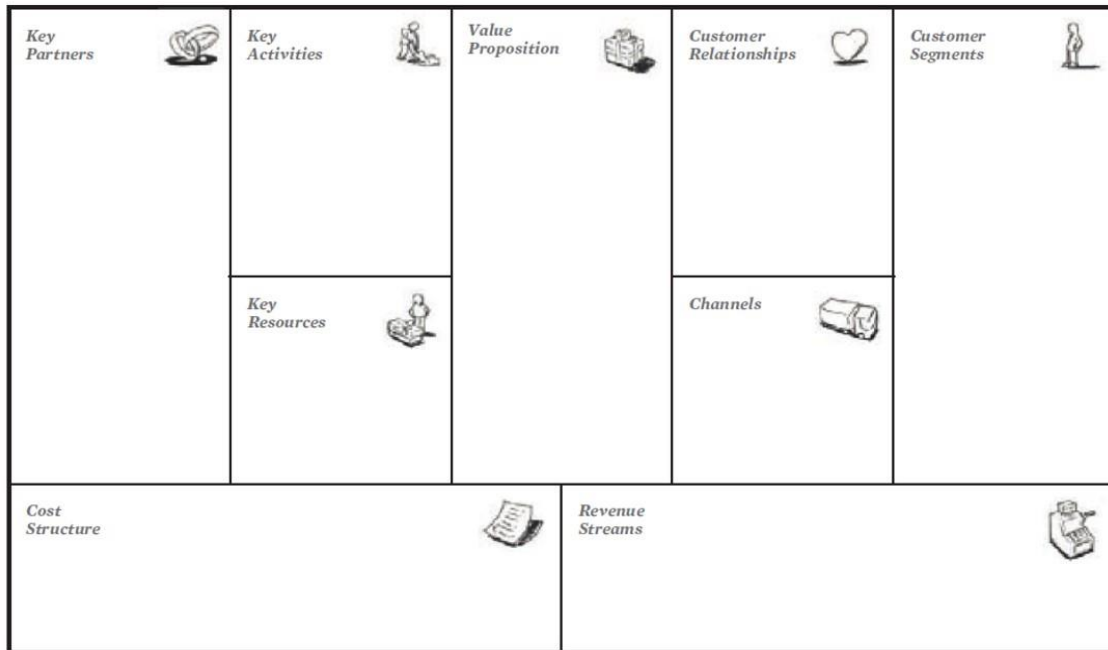 Key
Partners
Key
Activities
Value
Proposition
Customer
Relationships
Customer
Segments
Key
Resources
Channels
Cost
Structure
Revenue
Streams